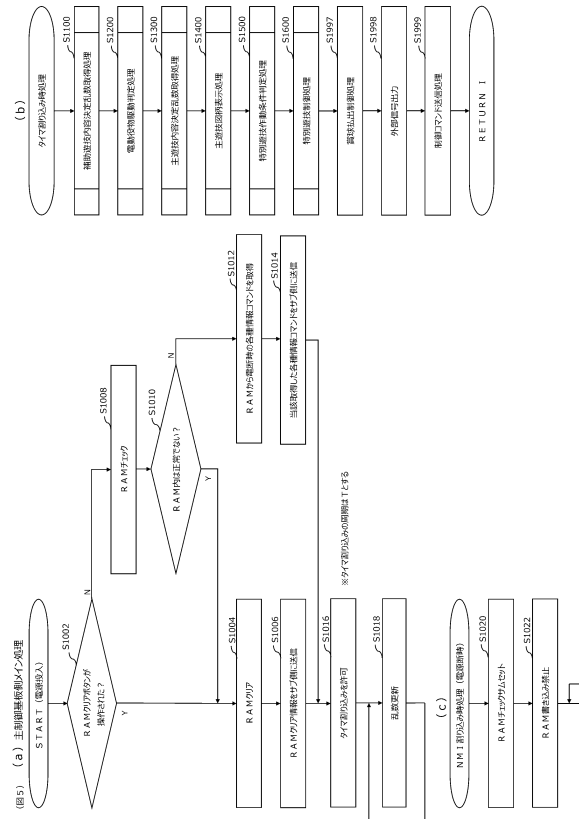 (図5)
(a) 主制御基板側メイン処理
START（電源投入）
S1002
RAMクリアボタンが
操作された？
N
Y
S1008
RAMチェック
S1010
RAM内は正常でない？
N
Y
S1012
RAMから電断時の各種情報コマンドを取得
S1014
当該取得した各種情報コマンドをサブ側に送信
S1004
RAMクリア
S1006
RAMクリア情報をサブ側に送信
S1016
タイマ割り込みを許可
※タイマ割り込みの周期はTとする
S1018
乱数更新
(b)
タイマ割り込み時処理
S1100
補助遊技内容決定乱数取得処理
S1200
電動役物駆動判定処理
S1300
主遊技内容決定乱数取得処理
S1400
主遊技図柄表示処理
S1500
特別遊技作動条件判定処理
S1600
特別遊技制御処理
S1997
賞球払出制御処理
S1998
外部信号出力
S1999
制御コマンド送信処理
RETURN I
(c)
NMI割り込み時処理（電源断時）
S1020
RAMチェックサムセット
S1022
RAM書き込み禁止